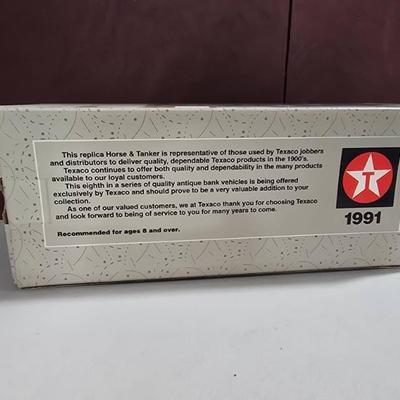 This replica Horse & Tanker is representative of those used by Texaco jobbers
and distributors to deliver quality, dependable Texaco products in the 1900's.
Texaco continues to offer both quality and dependability in the many products
available to our loyal customers.
This eighth in a series of quality antique bank vehicles is being offered
exclusively by Texaco and should prove to be a very valuable addition to your
collection.
As one of our valued customers, we at Texaco thank you for choosing Texaco
and look forward to being of service to you for many years to come.
Recommended for ages 8 and over.
T
1991